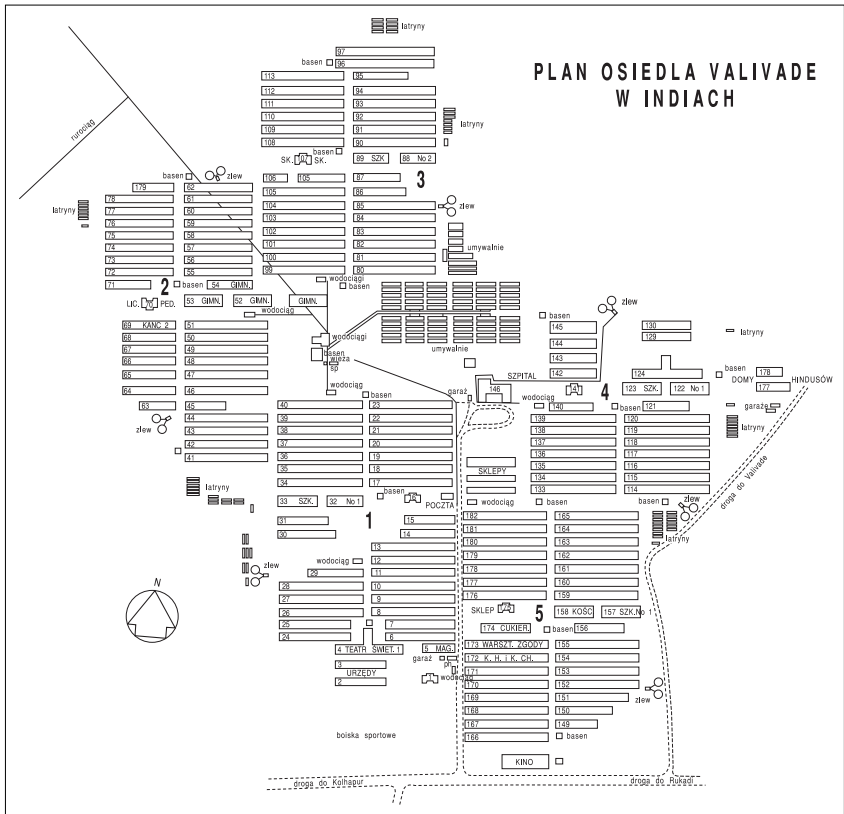 PLAN OSIEDLA VALIVADE
W INDIACH
latryny
97
basen
96
113
95
112
94
111
93
110
92
latryny
109
91
108
90
basen
SK.
107
SK.
89 SZK
88 No 2
rurociąg
basen
zlew
106
105
87
3
179
62
105
86
latryny
78
61
104
85
zlew
77
60
103
84
76
59
102
83
75
58
101
82
umywalnie
74
57
100
81
73
56
99
80
72
55
wodociągi
71
2
basen
54 GIMN.
basen
LIC.
70
PED.
53 GIMN.
52 GIMN.
GIMN.
wodociąg
zlew
69 KANC 2
51
basen
145
130
68
50
wodociągi
129
latryny
67
49
umywalnie
144
66
48
basen
143
65
47
wieża
sp
SZPITAL
142
124
basen
178
64
46
wodociąg
garaż
146
141
4
123 SZK.
122 No 1
DOMY
177
HINDUSÓW
63
45
basen
wodociąg
140
basen
121
garaże
40
23
44
39
22
139
120
zlew
43
38
21
138
119
latryny
42
37
20
137
118
41
36
19
SKLEPY
136
117
35
18
135
116
latryny
34
17
134
115
133
114
droga do Valivade
33 SZK.
32 No 1
basen
16
POCZTA
wodociąg
basen
basen
zlew
31
1
15
182
165
30
14
181
164
13
180
163
latryny
wodociąg
12
179
162
zlew
29
11
178
161
28
10
177
160
27
9
176
159
26
8
N
25
7
SKLEP
5
158 KOŚC.
157 SZK.No 1
24
6
174 CUKIER.
basen
156
4 TEATR ŚWIET. 1
5 MAG.
173 WARSZT. ZGODY
155
3
garaż
ph
172 K. H. i K. CH.
154
URZĘDY
1
wodociąg
171
153
2
170
152
169
151
zlew
168
150
boiska sportowe
167
149
166
basen
KINO
droga do Kolhapur
droga do Rukadi